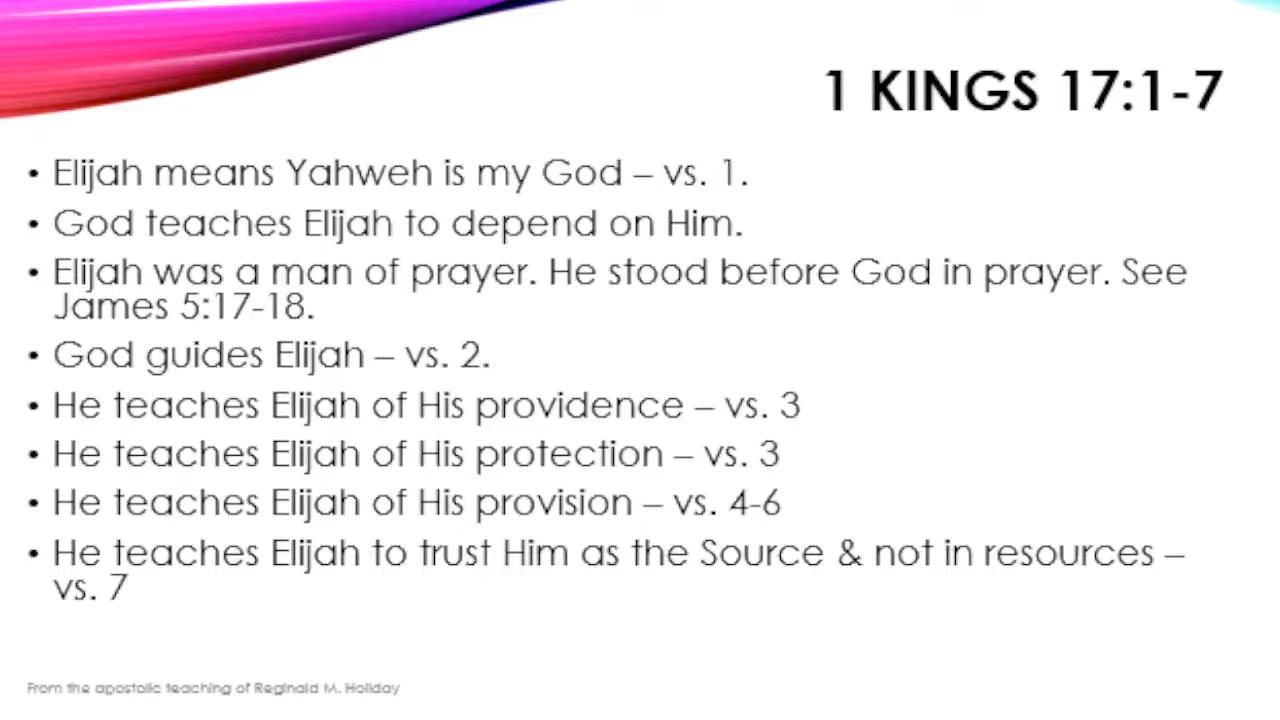 1 KINGS 17:1-7
• Elijah means Yahweh is my God – vs. 1.
• God teaches Elijah to depend on Him.
• Elijah was a man of prayer. He stood before God in prayer. See
James 5:17-18.
• God guides Elijah – vs. 2.
• He teaches Elijah of His providence – vs. 3
• He teaches Elijah of His protection – vs. 3
• He teaches Elijah of His provision – vs. 4-6
• He teaches Elijah to trust Him as the Source & not in resources –
vs. 7
From the apostolic teaching of Reginald M. Holiday